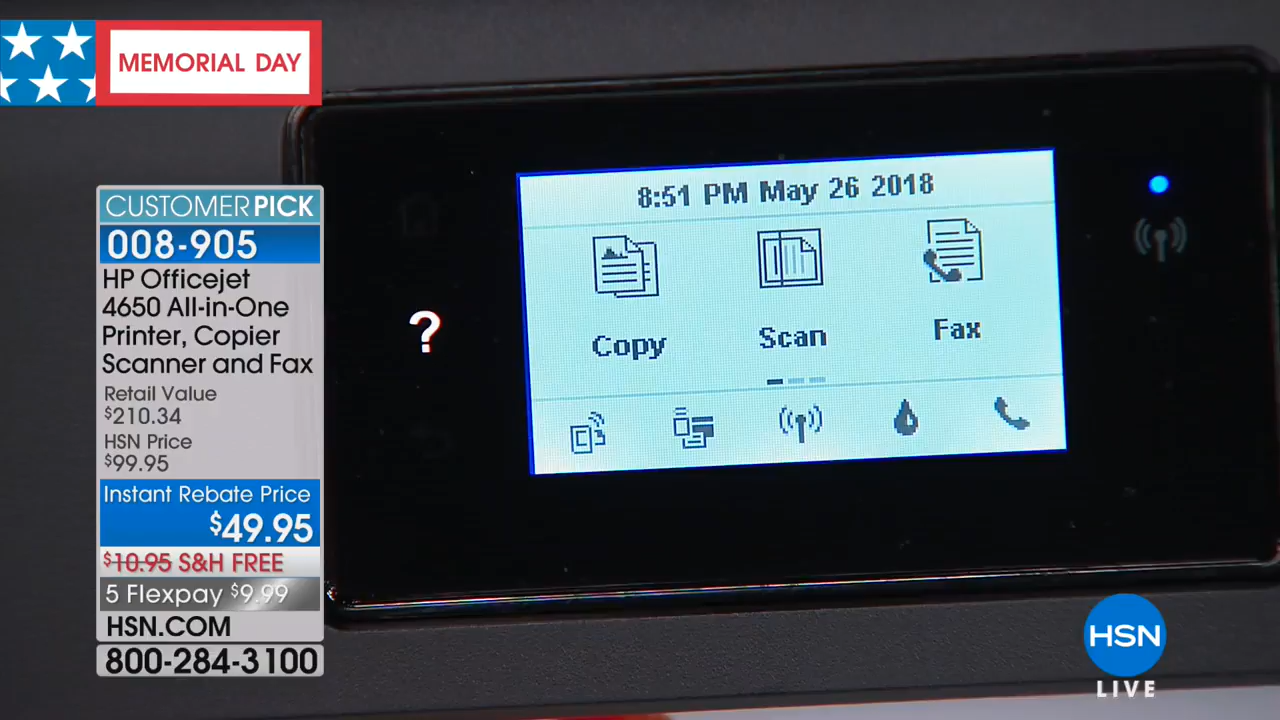 MEMORIAL DAY
CUSTOMER PICK
008-905
HP Officejet
4650 All-in-One
Printer, Copier
Scanner and Fax
Retail Value
$210.34
HSN Price
$99.95
Instant Rebate Price
$49.95
$10.95 S&H FREE
5 Flexpay $9.99
HSN.COM
800-284-3100
?
8:51 PM May 26 2018
Copy
Scan
Fax
HSN
LIVE